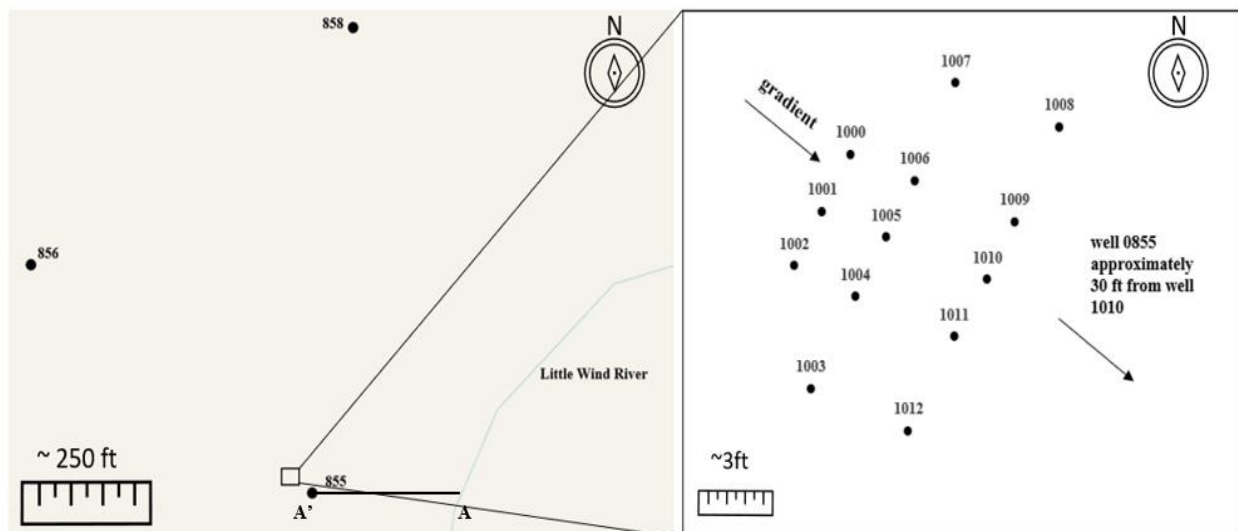 858
N
856
Little Wind River
~ 250 ft
855
A’
A
N
1007
gradient
1008
1000
1006
1001
1009
1005
1002
1010
1004
well 0855
approximately
30 ft from well
1010
1011
1003
1012
~3ft